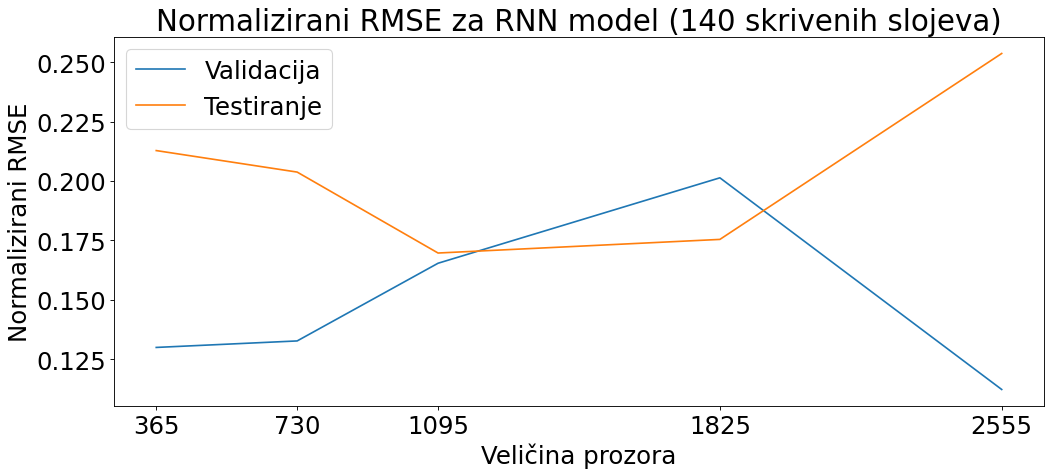 Normalizirani RMSE za RNN model (140 skrivenih slojeva)
Validacija
Testiranje
Normalizirani RMSE
0.250
0.225
0.200
0.175
0.150
0.125
365 730 1095 1825 2555
Veličina prozora